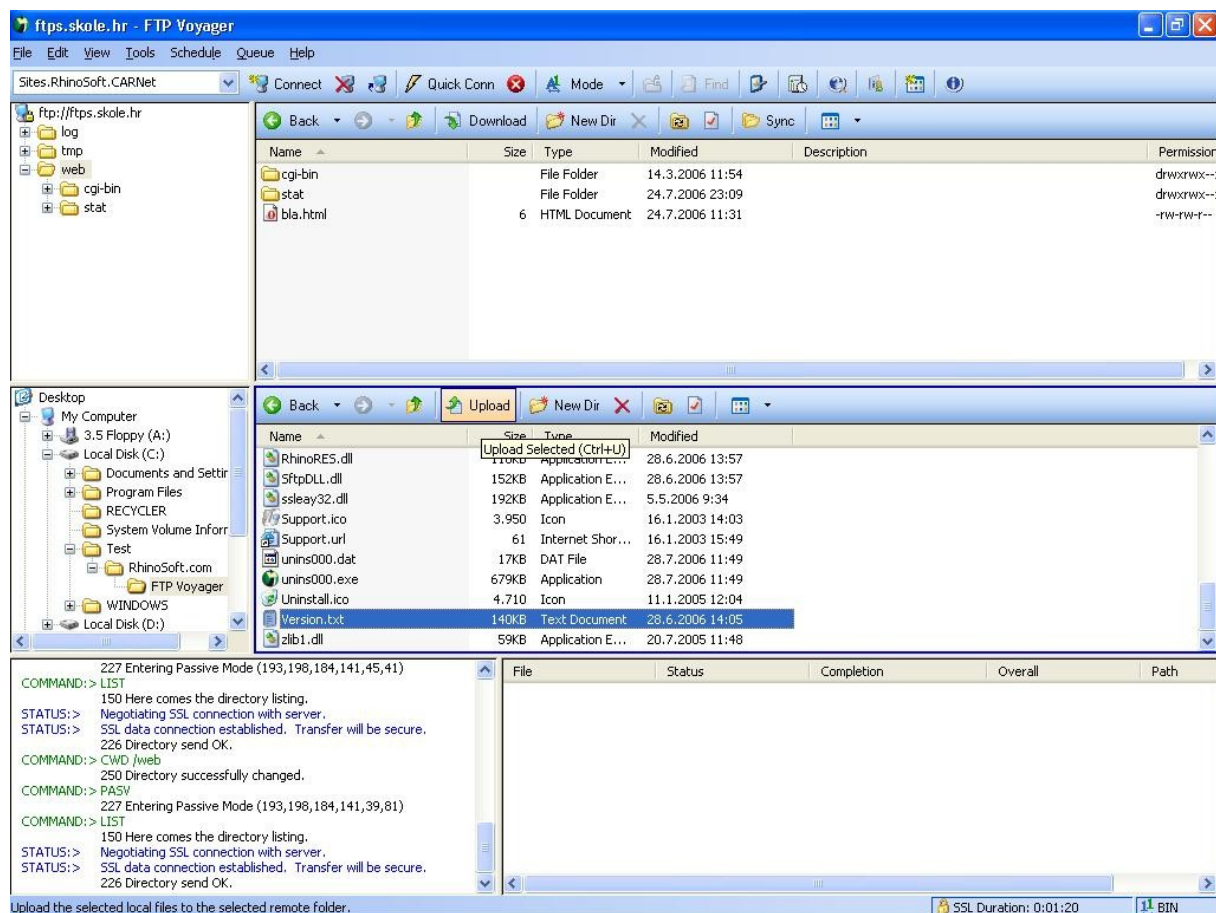 ftps.skole.hr - FTP Voyager
File Edit View Tools Schedule Queue Help
Sites.RhinoSoft.CARNet Connect Quick Conn Mode Find
ftp://ftps.skole.hr
log
tmp
web
cgi-bin
stat
Back Download New Dir Sync
Name Size Type Modified Description Permission
cgi-bin File Folder 14.3.2006 11:54 drwxrwx--
stat File Folder 24.7.2006 23:09 drwxrwx--
bla.html 6 HTML Document 24.7.2006 11:31 -rw-rw-r--
Desktop
My Computer
3.5 Floppy (A:)
Local Disk (C:)
Documents and Settir
Program Files
RECYCLER
System Volume Inforr
Test
RhinoSoft.com
FTP Voyager
WINDOWS
Local Disk (D:)
Back Upload New Dir
Name Size Type Modified
Upload Selected (Ctrl+U)
RhinoRES.dll 28.6.2006 13:57
SftpDLL.dll 152KB Application E... 28.6.2006 13:57
ssleay32.dll 192KB Application E... 5.5.2006 9:34
Support.ico 3.950 Icon 16.1.2003 14:03
Support.url 61 Internet Shor... 16.1.2003 15:49
unins000.dat 17KB DAT File 28.7.2006 11:49
unins000.exe 679KB Application 28.7.2006 11:49
Uninstall.ico 4.710 Icon 11.1.2005 12:04
Version.txt 140KB Text Document 28.6.2006 14:05
zlib1.dll 59KB Application E... 20.7.2005 11:48
227 Entering Passive Mode (193,198,184,141,45,41)
COMMAND:> LIST
150 Here comes the directory listing.
STATUS:> Negotiating SSL connection with server.
STATUS:> SSL data connection established. Transfer will be secure.
226 Directory send OK.
COMMAND:> CWD /web
250 Directory successfully changed.
COMMAND:> PASV
227 Entering Passive Mode (193,198,184,141,39,81)
COMMAND:> LIST
150 Here comes the directory listing.
STATUS:> Negotiating SSL connection with server.
STATUS:> SSL data connection established. Transfer will be secure.
226 Directory send OK.
File Status Completion Overall Path
Upload the selected local files to the selected remote folder. SSL Duration: 0:01:20 BIN